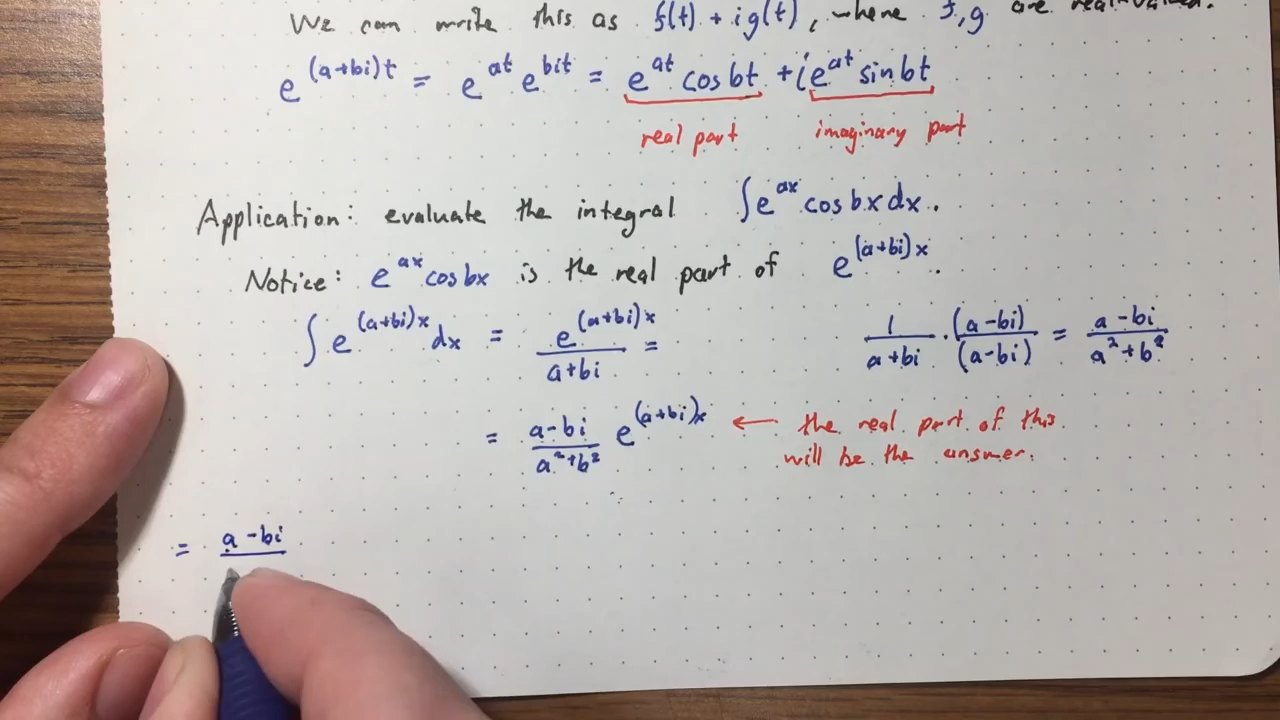 We can write this as f(t) + ig(t), where f,g are real-valued.
e^(a+bi)t = e^at e^bit = e^at cos bt + i e^at sin bt
real part imaginary part
Application: evaluate the integral ∫e^ax cos bx dx.
Notice: e^ax cos bx is the real part of e^(a+bi)x.
∫e^(a+bi)x dx = e^(a+bi)x / a+bi = 1/a+bi · (a-bi)/(a-bi) = a-bi / a²+b²
= a-bi / a²+b² e^(a+bi)x ← the real part of this
will be the answer.
= a-bi